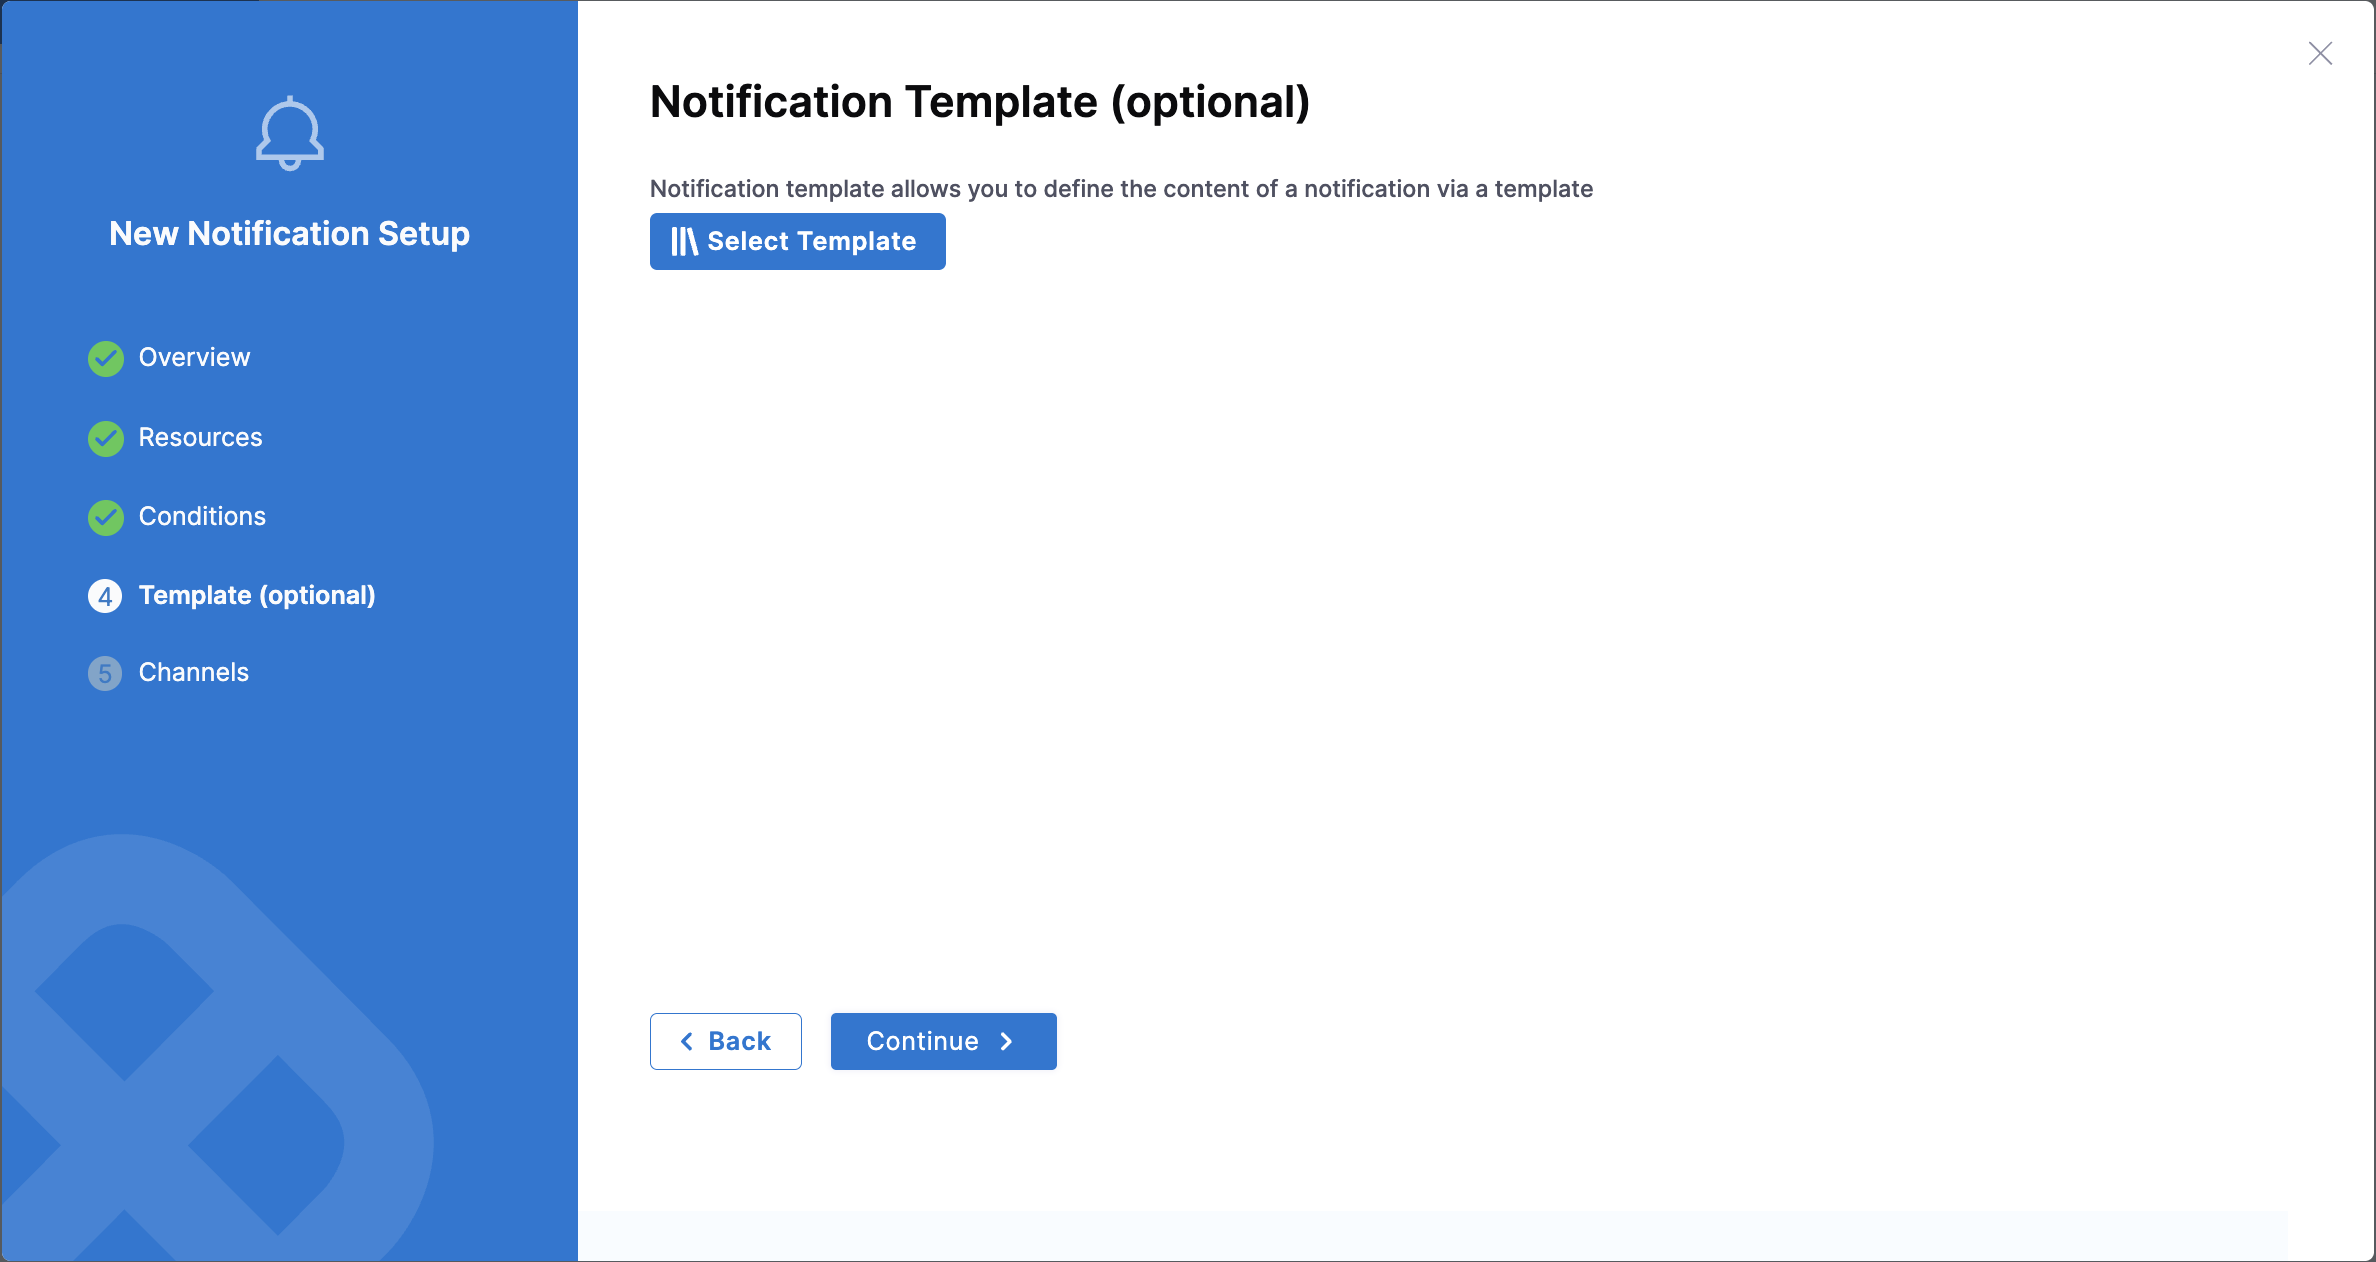 New Notification Setup
Overview
Resources
Conditions
4 Template (optional)
5 Channels
Notification Template (optional)
Notification template allows you to define the content of a notification via a template
Select Template
Back
Continue